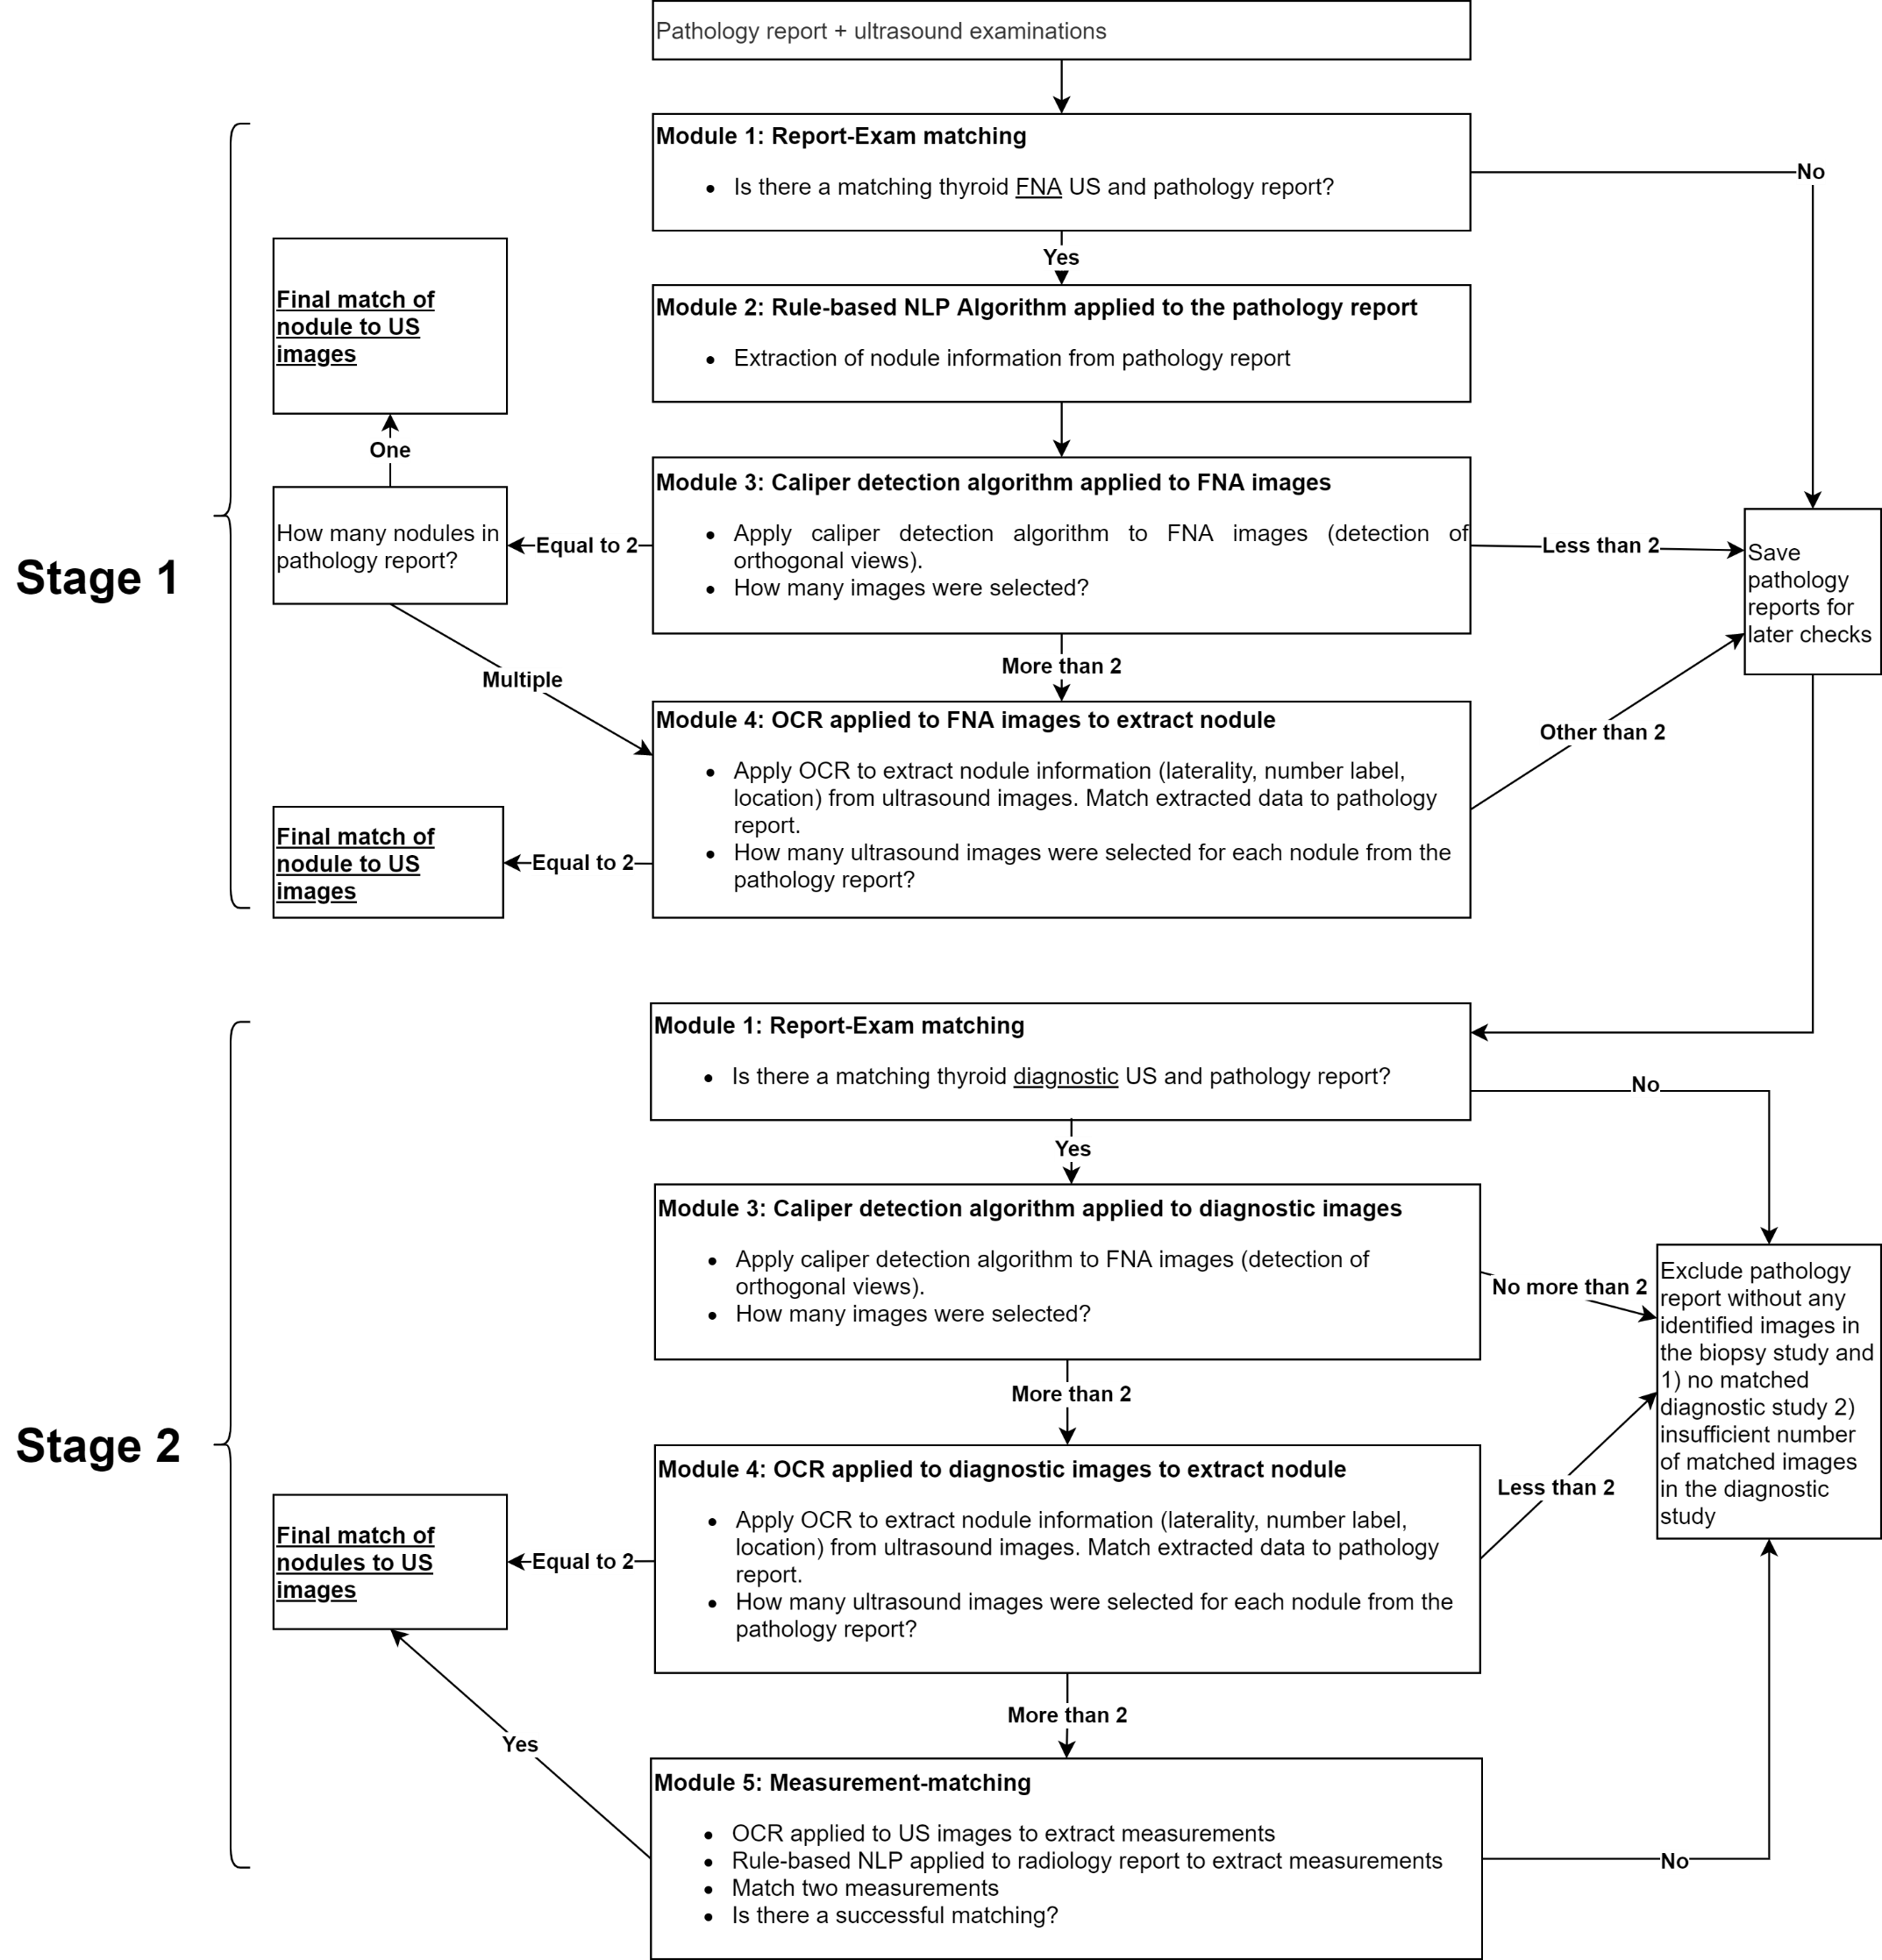 Pathology report + ultrasound examinations
Module 1: Report-Exam matching
Is there a matching thyroid FNA US and pathology report?
No
Yes
Module 2: Rule-based NLP Algorithm applied to the pathology report
Extraction of nodule information from pathology report
Final match of
nodule to US
images
One
How many nodules in
pathology report?
Equal to 2
Module 3: Caliper detection algorithm applied to FNA images
Apply caliper detection algorithm to FNA images (detection of
orthogonal views).
How many images were selected?
Less than 2
Save
pathology
reports for
later checks
Stage 1
Multiple
More than 2
Other than 2
Module 4: OCR applied to FNA images to extract nodule
Apply OCR to extract nodule information (laterality, number label,
location) from ultrasound images. Match extracted data to pathology
report.
How many ultrasound images were selected for each nodule from the
pathology report?
Equal to 2
Final match of
nodule to US
images
Module 1: Report-Exam matching
Is there a matching thyroid diagnostic US and pathology report?
No
Yes
Module 3: Caliper detection algorithm applied to diagnostic images
Apply caliper detection algorithm to FNA images (detection of
orthogonal views).
How many images were selected?
No more than 2
Exclude pathology
report without any
identified images in
the biopsy study and
1) no matched
diagnostic study 2)
insufficient number
of matched images
in the diagnostic
study
More than 2
Stage 2
Module 4: OCR applied to diagnostic images to extract nodule
Apply OCR to extract nodule information (laterality, number label,
location) from ultrasound images. Match extracted data to pathology
report.
How many ultrasound images were selected for each nodule from the
pathology report?
Less than 2
Equal to 2
Final match of
nodules to US
images
More than 2
Yes
Module 5: Measurement-matching
OCR applied to US images to extract measurements
Rule-based NLP applied to radiology report to extract measurements
Match two measurements
Is there a successful matching?
No